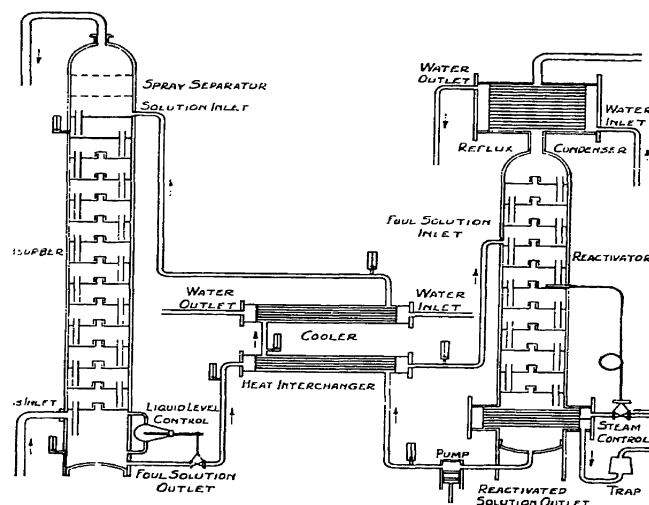 SPRAY SEPARATOR
SOLUTION INLET
WATER
OUTLET
WATER
INLET
REFLUX
CONDENSER
FOUL SOLUTION
INLET
REACTIVATOR
WATER
OUTLET
WATER
INLET
COOLER
HEAT INTERCHANGER
INLET
LIQUID LEVEL
CONTROL
FOUL SOLUTION
OUTLET
PUMP
STEAM
CONTROL
TRAP
REACTIVATED
SOLUTION OUTLET